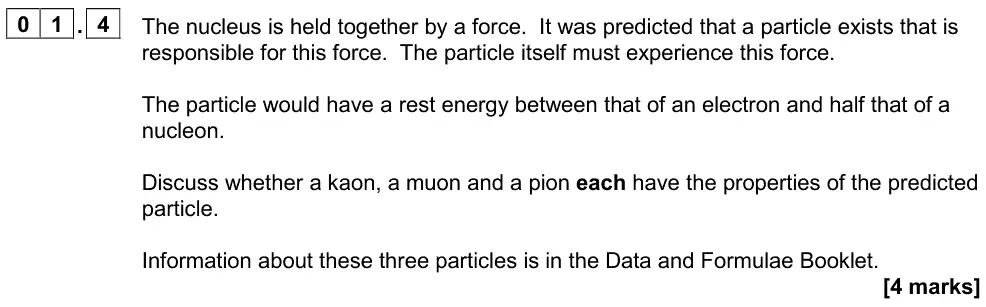 0 1 . 4 The nucleus is held together by a force. It was predicted that a particle exists that is
responsible for this force. The particle itself must experience this force.
The particle would have a rest energy between that of an electron and half that of a
nucleon.
Discuss whether a kaon, a muon and a pion each have the properties of the predicted
particle.
Information about these three particles is in the Data and Formulae Booklet.
[4 marks]